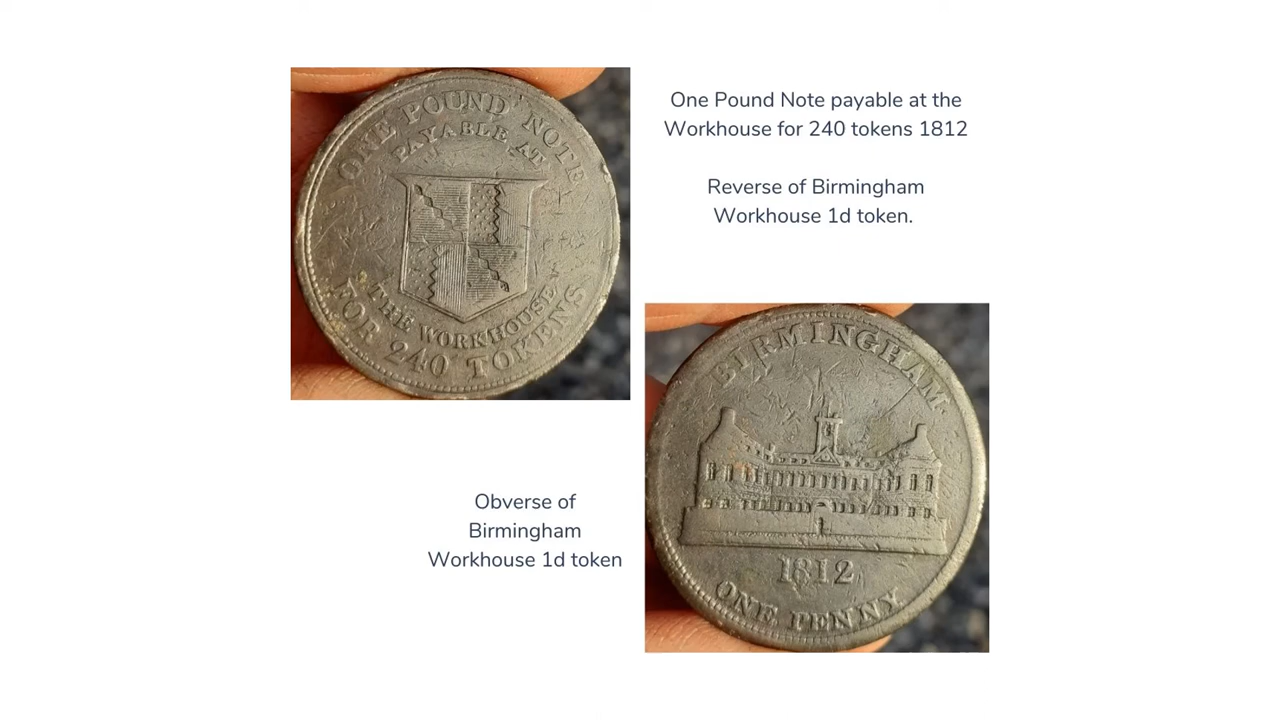 ONE POUND NOTE
PAYABLE AT
THE WORKHOUSE
FOR 240 TOKENS
One Pound Note payable at the
Workhouse for 240 tokens 1812
Reverse of Birmingham
Workhouse 1d token.
BIRMINGHAM
1812
ONE PENNY
Obverse of
Birmingham
Workhouse 1d token